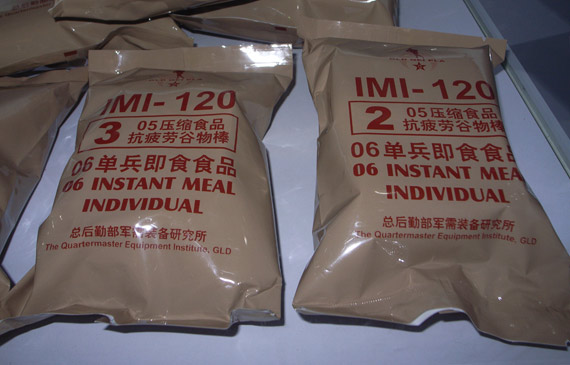 IMI-120
3
05压缩食品
抗疲劳谷物棒
06单兵即食食品
06 INSTANT MEAL
INDIVIDUAL
总后勤部军需装备研究所
The Quartermaster Equipment Institute, GLD
IMI-120
2
05压缩食品
抗疲劳谷物棒
06单兵即食食品
06 INSTANT MEAL
INDIVIDUAL
总后勤部军需装备研究所
The Quartermaster Equipment Institute, GLD